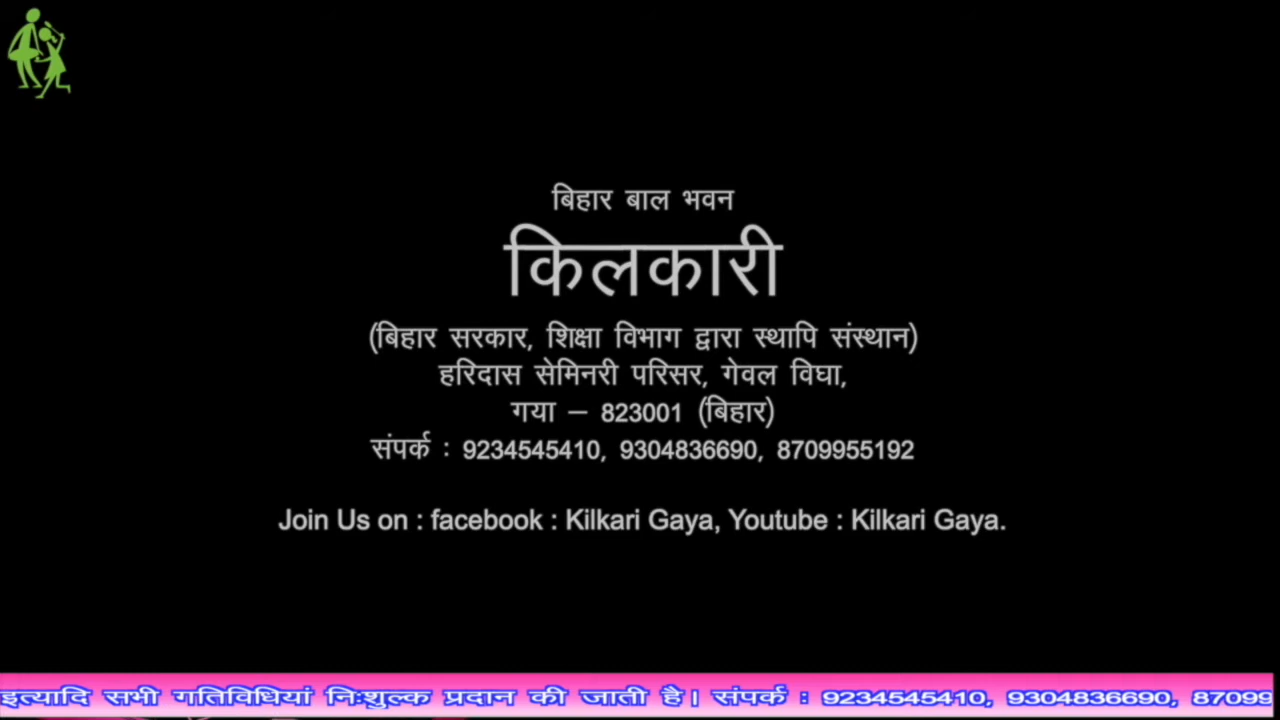 बिहार बाल भवन
किलकारी
(बिहार सरकार, शिक्षा विभाग द्वारा स्थापि संस्थान)
हरिदास सेमिनरी परिसर, गेवल विघा,
गया – 823001 (बिहार)
संपर्क : 9234545410, 9304836690, 8709955192
Join Us on : facebook : Kilkari Gaya, Youtube : Kilkari Gaya.
इत्यादि सभी गतिविधियां निःशुल्क प्रदान की जाती है। संपर्क : 9234545410, 9304836690, 87099